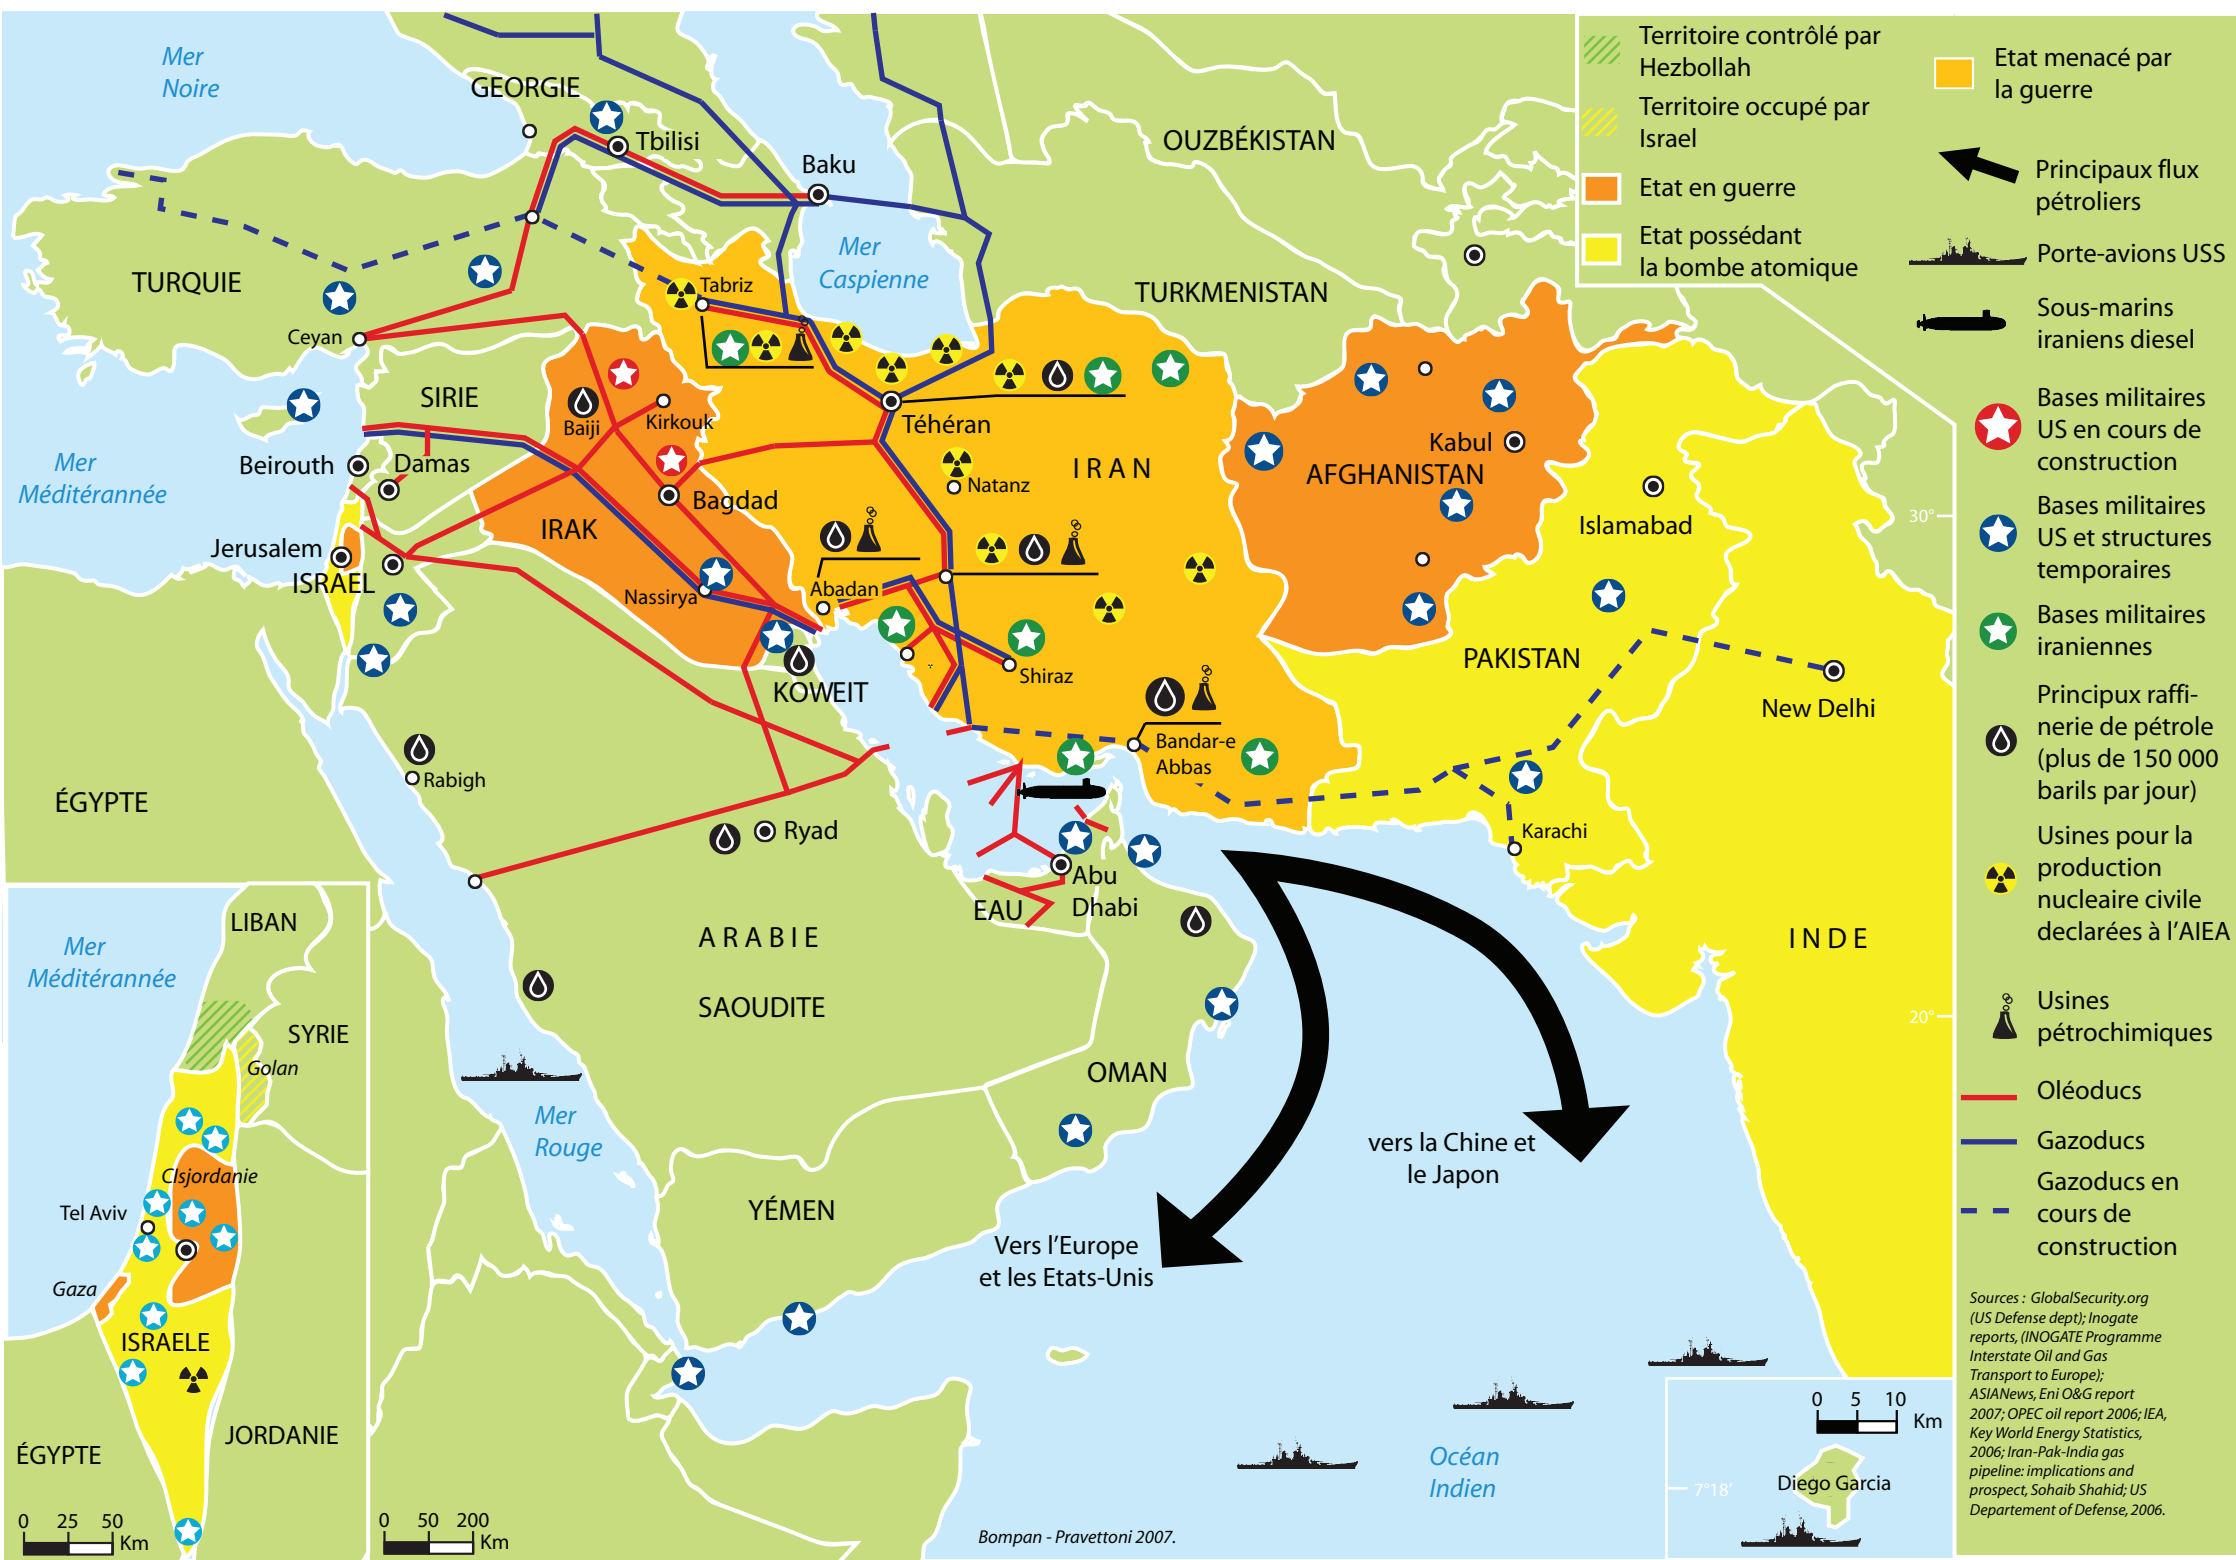 Mer
Noire
GEORGIE
Tbilisi
Baku
OUZBÉKISTAN
Mer
Caspienne
TURQUIE
Tabriz
TURKMENISTAN
Ceyan
SIRIE
Baiji
Kirkouk
Téhéran
IRAN
Natanz
Kabul
AFGHANISTAN
Mer
Méditérannée
Beirouth
Damas
Bagdad
IRAK
Islamabad
Jerusalem
ISRAEL
Nassirya
Abadan
Shiraz
PAKISTAN
KOWEIT
New Delhi
Bandar-e
Abbas
Rabigh
ÉGYPTE
Ryad
Karachi
Abu
Dhabi
EAU
ARABIE
SAOUDITE
INDE
OMAN
Mer
Rouge
YÉMEN
vers la Chine et
le Japon
Vers l'Europe
et les Etats-Unis
Océan
Indien
30°
20°
Mer
Méditérannée
LIBAN
SYRIE
Golan
CIsjordanie
Tel Aviv
Gaza
ISRAELE
JORDANIE
ÉGYPTE
0 25 50
Km
0 50 200
Km
Bompan - Pravettoni 2007.
0 5 10
Km
Diego Garcia
7°18'
Territoire contrôlé par
Hezbollah
Territoire occupé par
Israel
Etat en guerre
Etat possédant
la bombe atomique
Etat menacé par
la guerre
Principaux flux
pétroliers
Porte-avions USS
Sous-marins
iraniens diesel
Bases militaires
US en cours de
construction
Bases militaires
US et structures
temporaires
Bases militaires
iraniennes
Principux raffi-
nerie de pétrole
(plus de 150 000
barils par jour)
Usines pour la
production
nucleaire civile
declarées à l'AIEA
Usines
pétrochimiques
Oléoducs
Gazoducs
Gazoducs en
cours de
construction
Sources : GlobalSecurity.org
(US Defense dept); Inogate
reports, (INOGATE Programme
Interstate Oil and Gas
Transport to Europe);
ASIANews, Eni O&G report
2007; OPEC oil report 2006; IEA,
Key World Energy Statistics,
2006; Iran-Pak-India gas
pipeline: implications and
prospect, Sohaib Shahid; US
Departement of Defense, 2006.